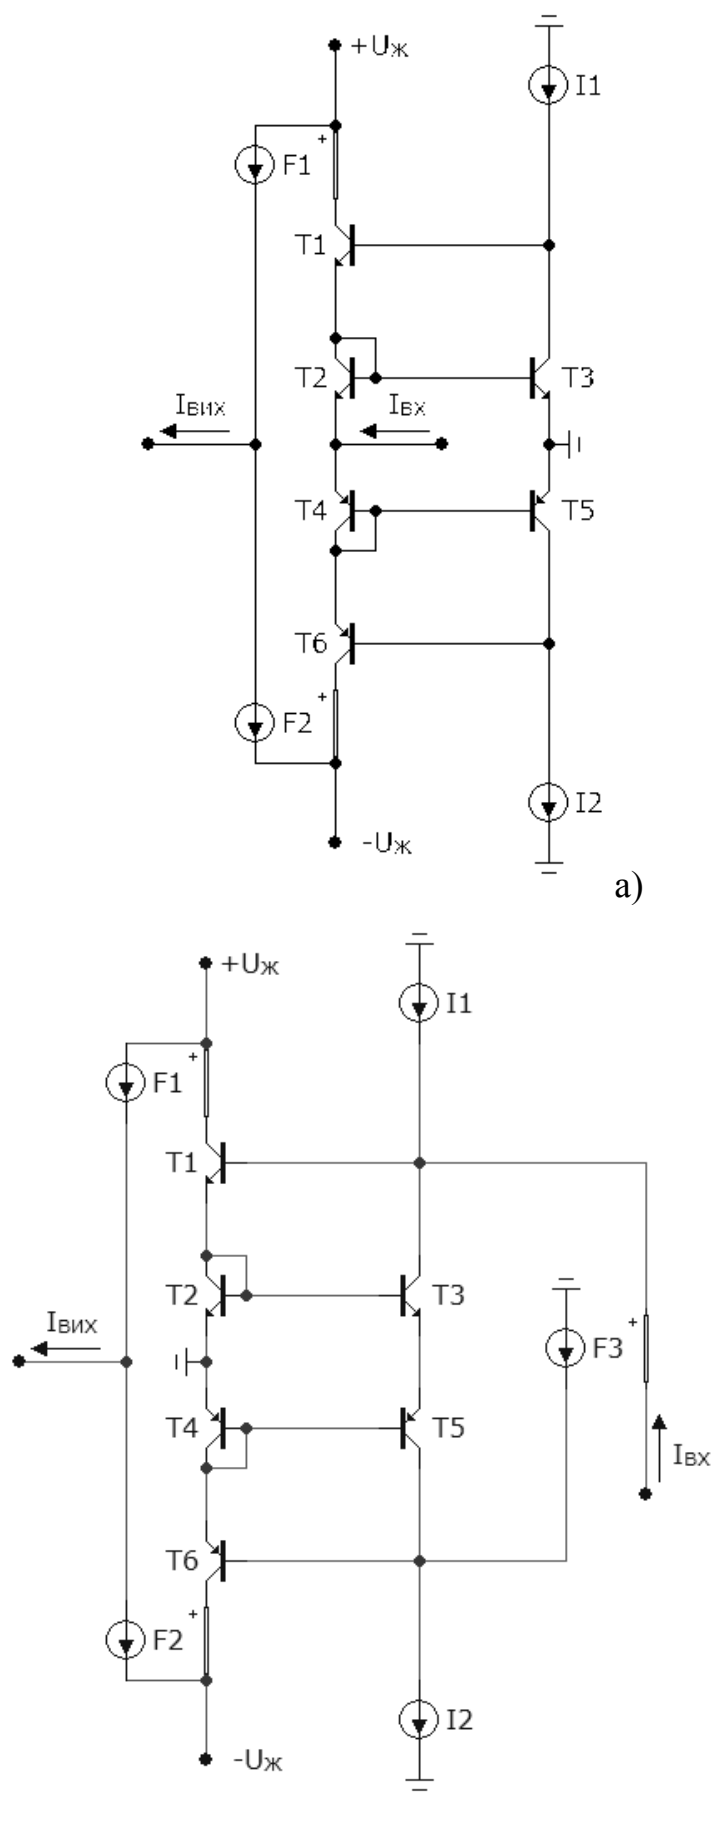 +Uж
I1
+
F1
T1
T2
T3
Iвих
Iвх
T4
T5
T6
+
F2
I2
-Uж
а)
+Uж
I1
+
F1
T1
T2
T3
Iвих
+
F3
T4
T5
Iвх
T6
+
F2
I2
-Uж